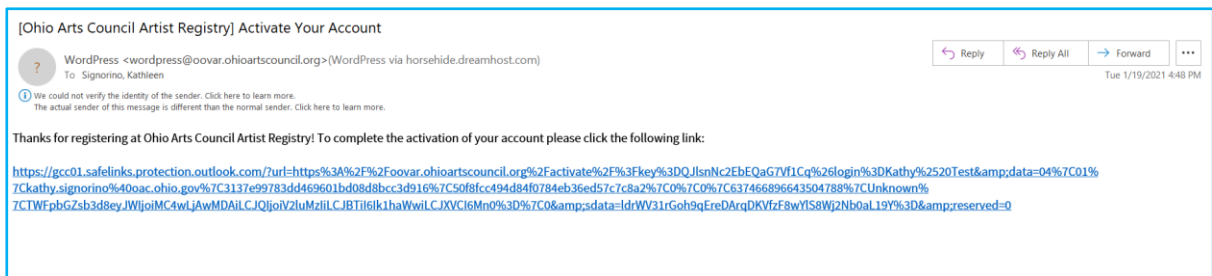 [Ohio Arts Council Artist Registry] Activate Your Account
?
WordPress <wordpress@oovar.ohioartscouncil.org>(WordPress via horsehide.dreamhost.com)
To Signorino, Kathleen
Reply
Reply All
Forward
...
Tue 1/19/2021 4:48 PM
We could not verify the identity of the sender. Click here to learn more.
The actual sender of this message is different than the normal sender. Click here to learn more.
Thanks for registering at Ohio Arts Council Artist Registry! To complete the activation of your account please click the following link:
https://gcc01.safelinks.protection.outlook.com/?url=https%3A%2F%2Foovar.ohioartscouncil.org%2Factivate%2F%3Fkey%3DQJlsnNc2EbEQaG7Vf1Cq%26login%3DKathy%2520Test&amp;data=04%7C01%
7Ckathy.signorino%40oac.ohio.gov%7C3137e99783dd469601bd08d8bcc3d916%7C50f8fcc494d84f0784eb36ed57c7c8a2%7C0%7C0%7C637466896643504788%7CUnknown%
7CTWFpbGZsb3d8eyJWIjoiMC4wLjAwMDAiLCJQIjoiV2luMzIiLCJBTiI6Ik1haWwiLCJXVCI6Mn0%3D%7C0&amp;sdata=ldrWV31rGoh9qEreDArqDKVfzF8wYlS8Wj2Nb0aL19Y%3D&amp;reserved=0